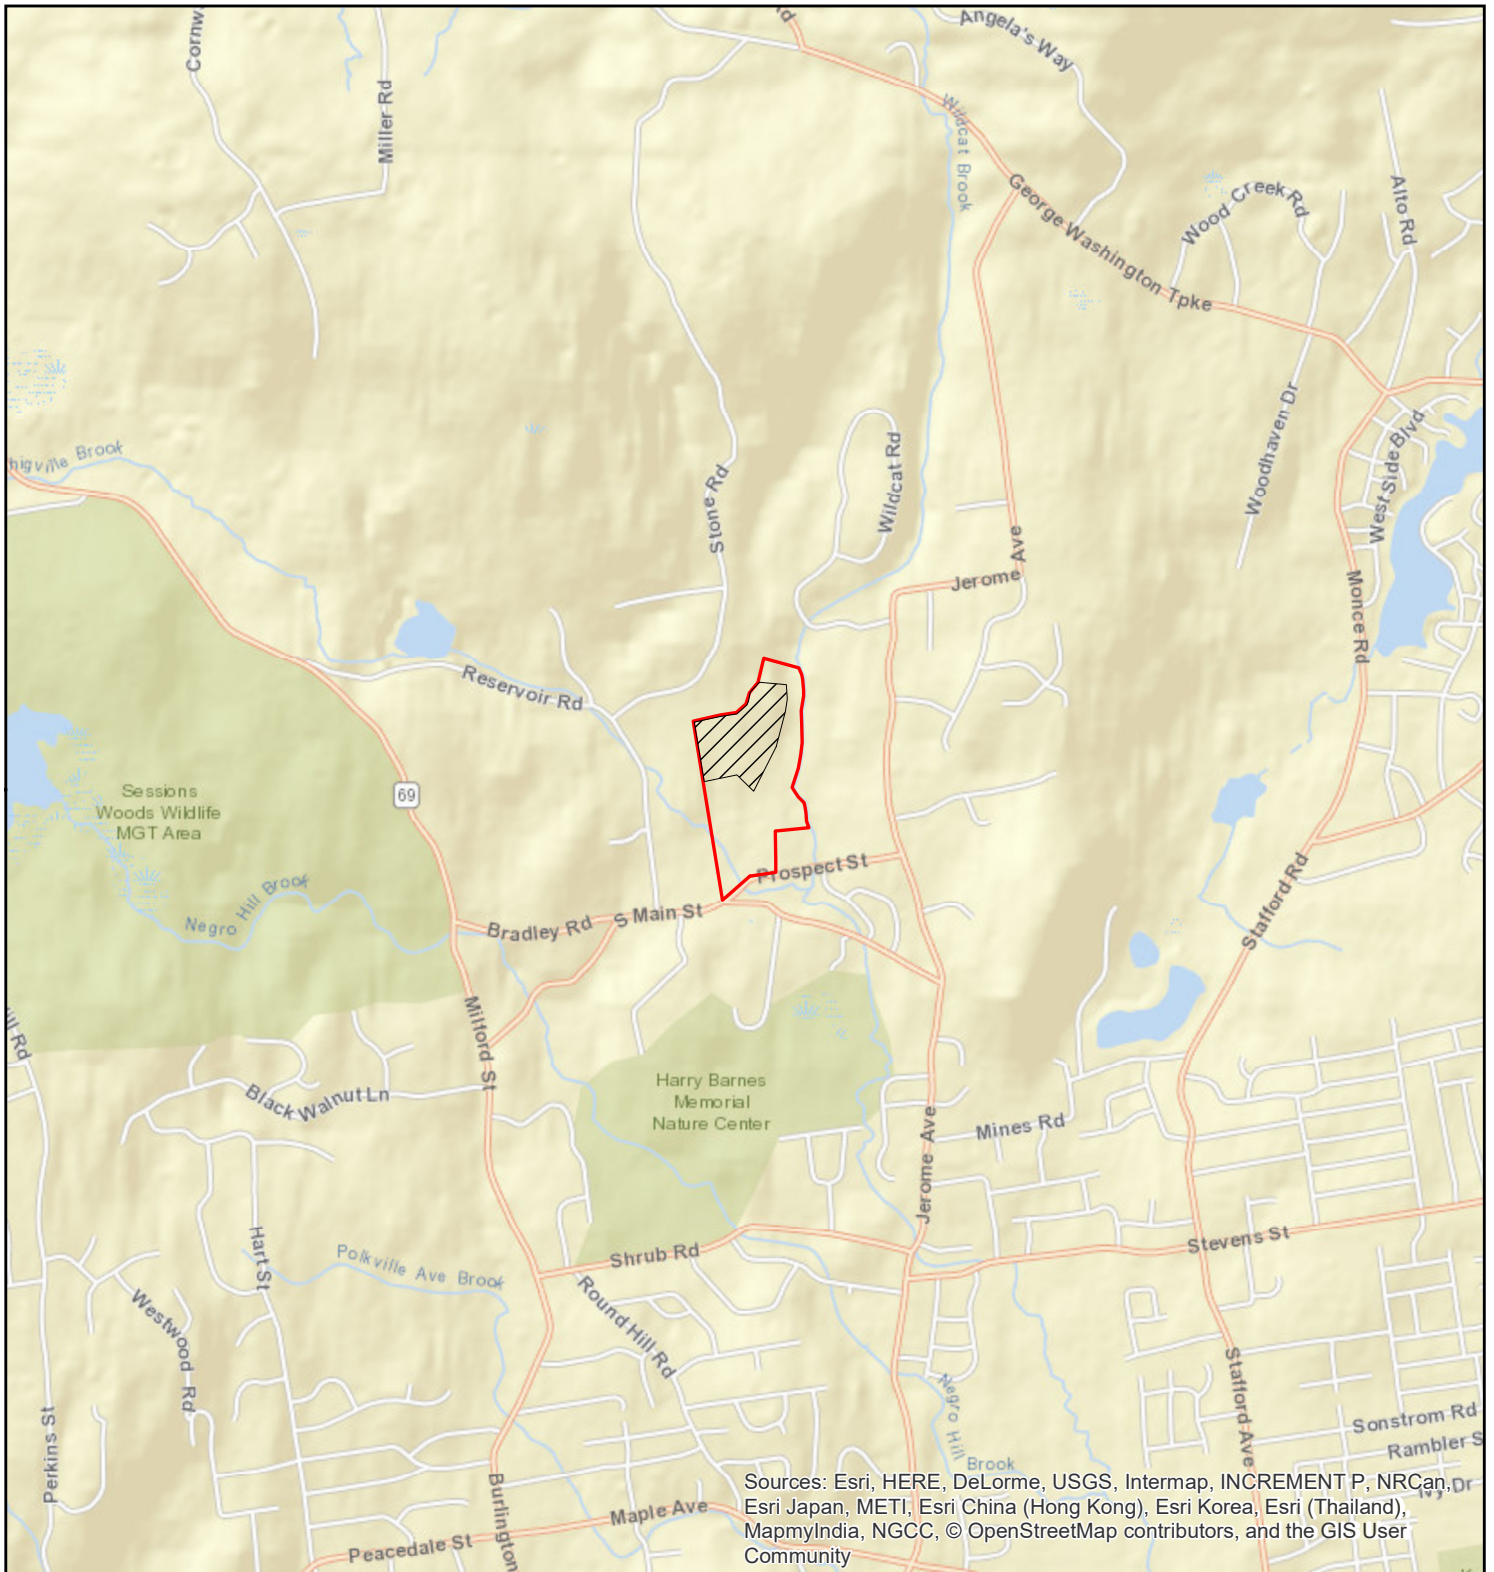 Angela's Way
Miller Rd
Wildcat Brook
George Washington Tpke
Wood Creek Rd
Alto Rd
Woodhaven Dr
West Side Blvd
Brook
Stone Rd
Wildcat Rd
Jerome Ave
Monce Rd
Reservoir Rd
Sessions
Woods Wildlife
MGT Area
69
Prospect St
Negro Hill Brook
Bradley Rd
S Main St
Stafford Rd
Milford St
Black Walnut Ln
Harry Barnes
Memorial
Nature Center
Mines Rd
Jerome Ave
Hart St
Polkville Ave Brook
Shrub Rd
Stevens St
Westwood Rd
Round Hill Rd
Perkins St
Negro Hill
Brook
Stafford Ave
Sonstrom Rd
Rambler S
Ivy Dr
Burlington
Maple Ave
Peacedale St
Sources: Esri, HERE, DeLorme, USGS, Intermap, INCREMENT P, NRCan,
Esri Japan, METI, Esri China (Hong Kong), Esri Korea, Esri (Thailand),
MapmyIndia, NGCC, © OpenStreetMap contributors, and the GIS User
Community